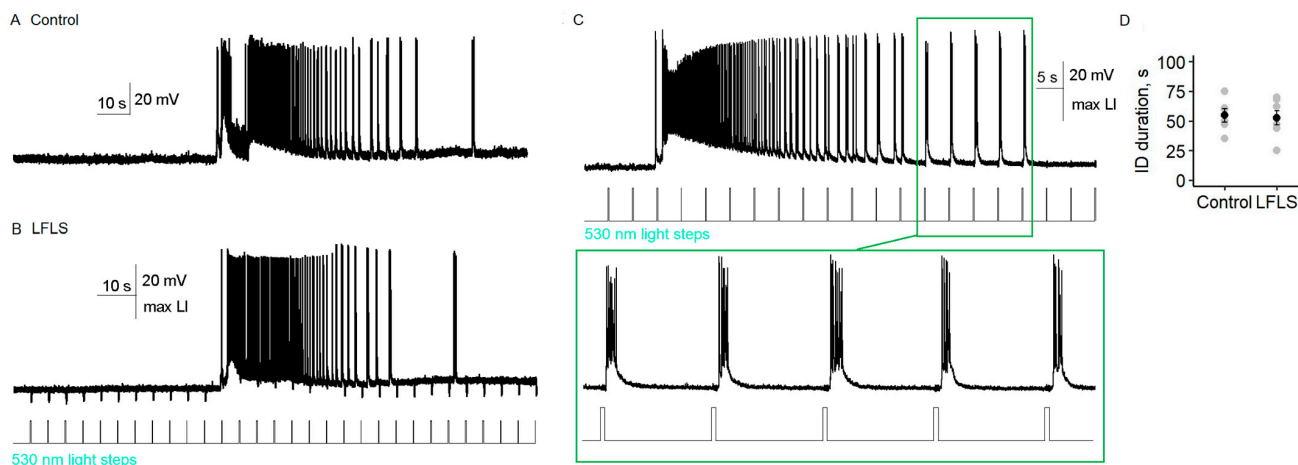 A Control
10 s 20 mV
B LFLS
10 s 20 mV
max LI
530 nm light steps
C
5 s 20 mV
max LI
530 nm light steps
D
ID duration, s
100
75
50
25
0
Control LFLS